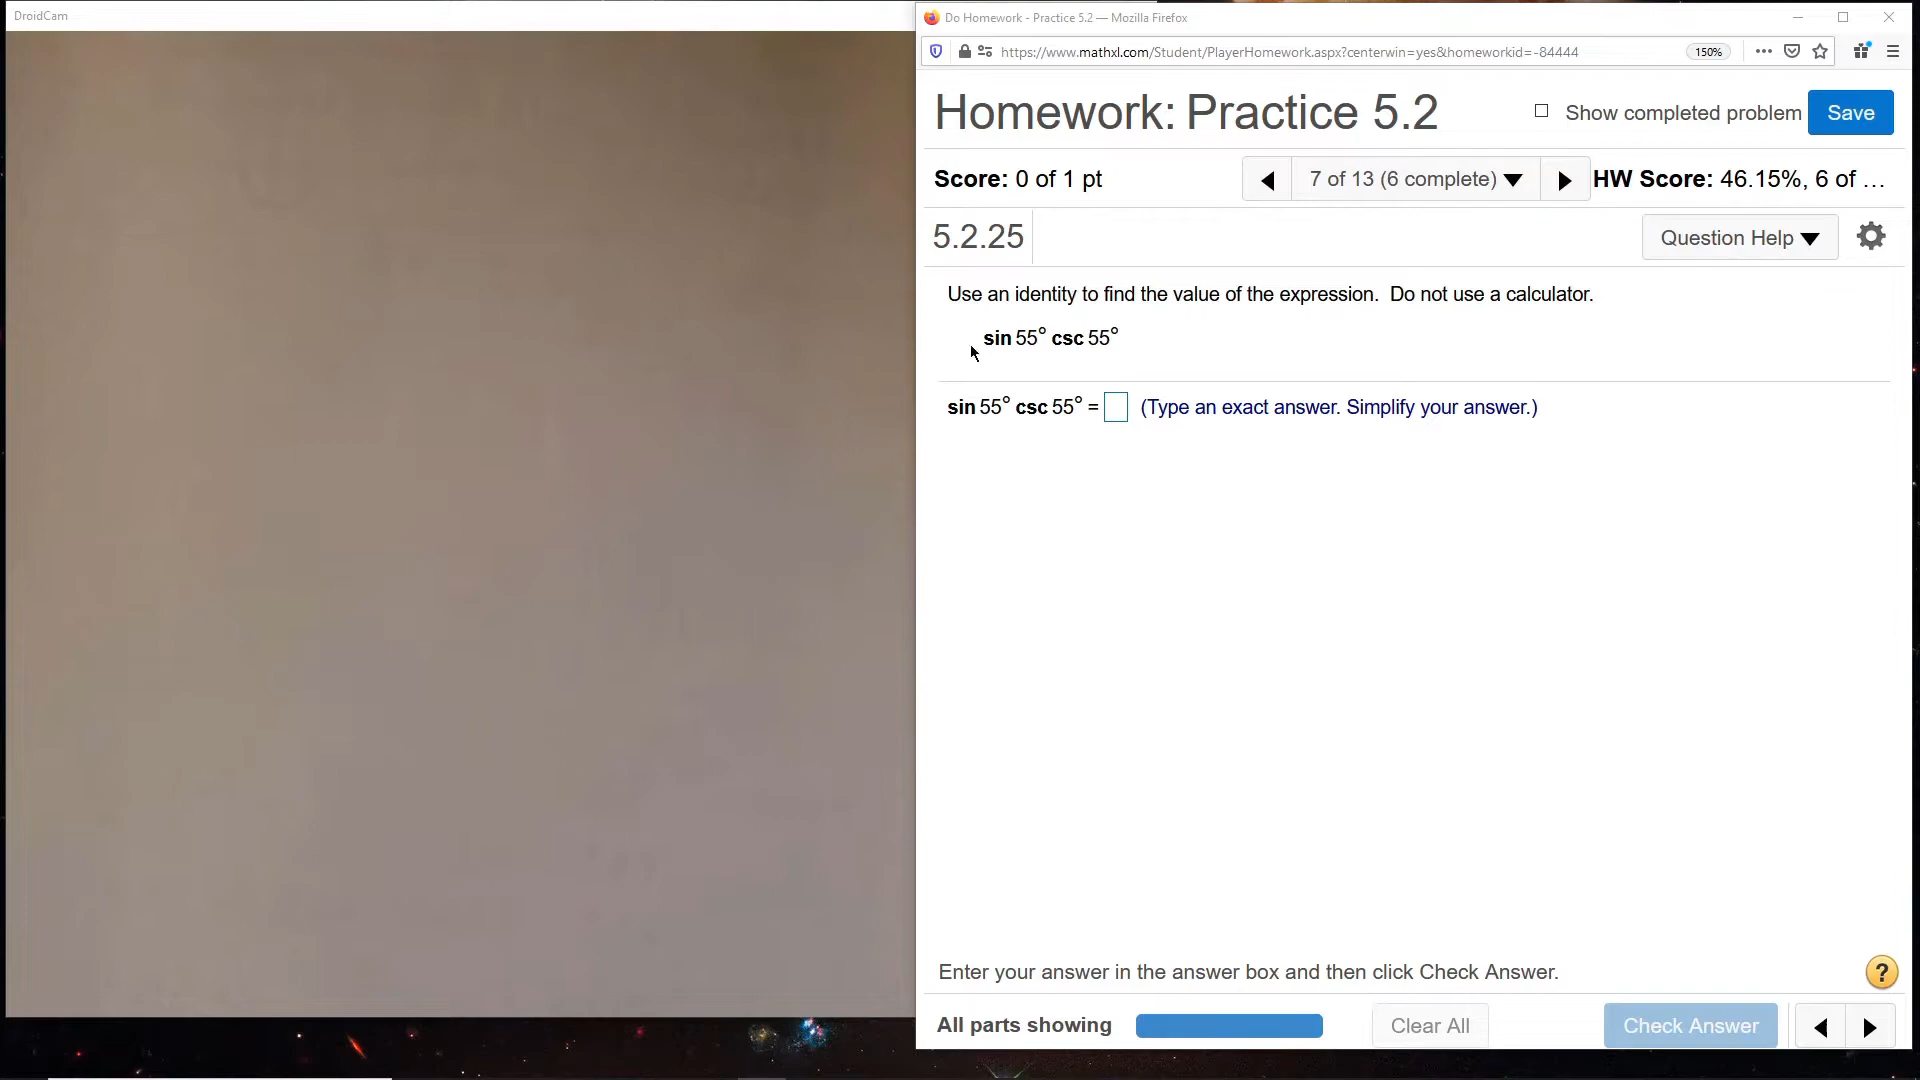 DroidCam
Do Homework - Practice 5.2 — Mozilla Firefox
https://www.mathxl.com/Student/PlayerHomework.aspx?centerwin=yes&homeworkid=-84444
150%
Homework: Practice 5.2
Show completed problem
Save
Score: 0 of 1 pt
7 of 13 (6 complete)
HW Score: 46.15%, 6 of …
5.2.25
Question Help
Use an identity to find the value of the expression. Do not use a calculator.
sin 55° csc 55°
sin 55° csc 55° = (Type an exact answer. Simplify your answer.)
Enter your answer in the answer box and then click Check Answer.
?
All parts showing
Clear All
Check Answer